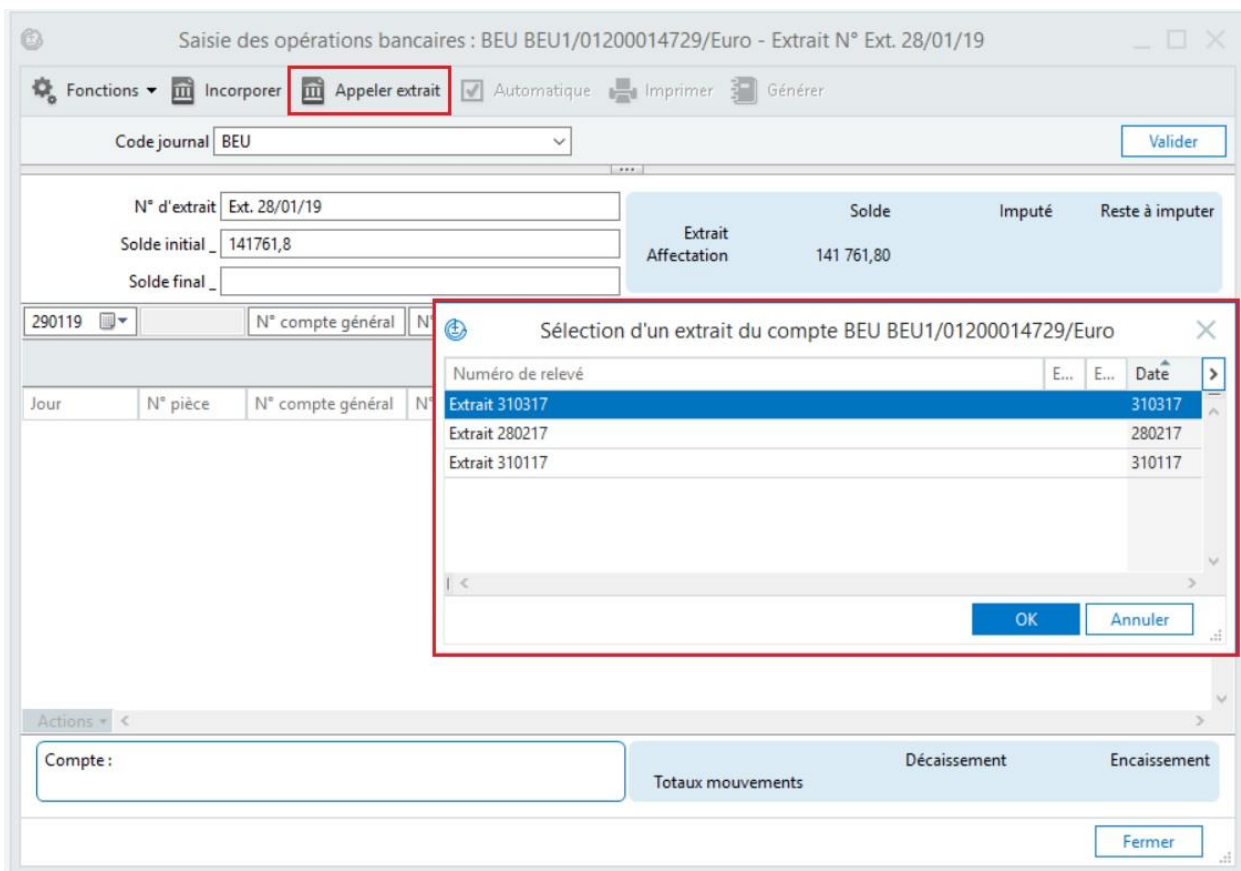 Saisie des opérations bancaires : BEU BEU1/01200014729/Euro - Extrait N° Ext. 28/01/19
Fonctions Incorporer Appeler extrait Automatique Imprimer Générer
Code journal BEU Valider
N° d'extrait Ext. 28/01/19
Solde initial _ 141761,8
Solde final _
Solde Imputé Reste à imputer
Extrait
Affectation 141 761,80
290119 N° compte général N°
Jour N° pièce N° compte général N°
Sélection d'un extrait du compte BEU BEU1/01200014729/Euro
Numéro de relevé E... E... Date
Extrait 310317 310317
Extrait 280217 280217
Extrait 310117 310117
OK Annuler
Actions
Compte :
Décaissement Encaissement
Totaux mouvements
Fermer